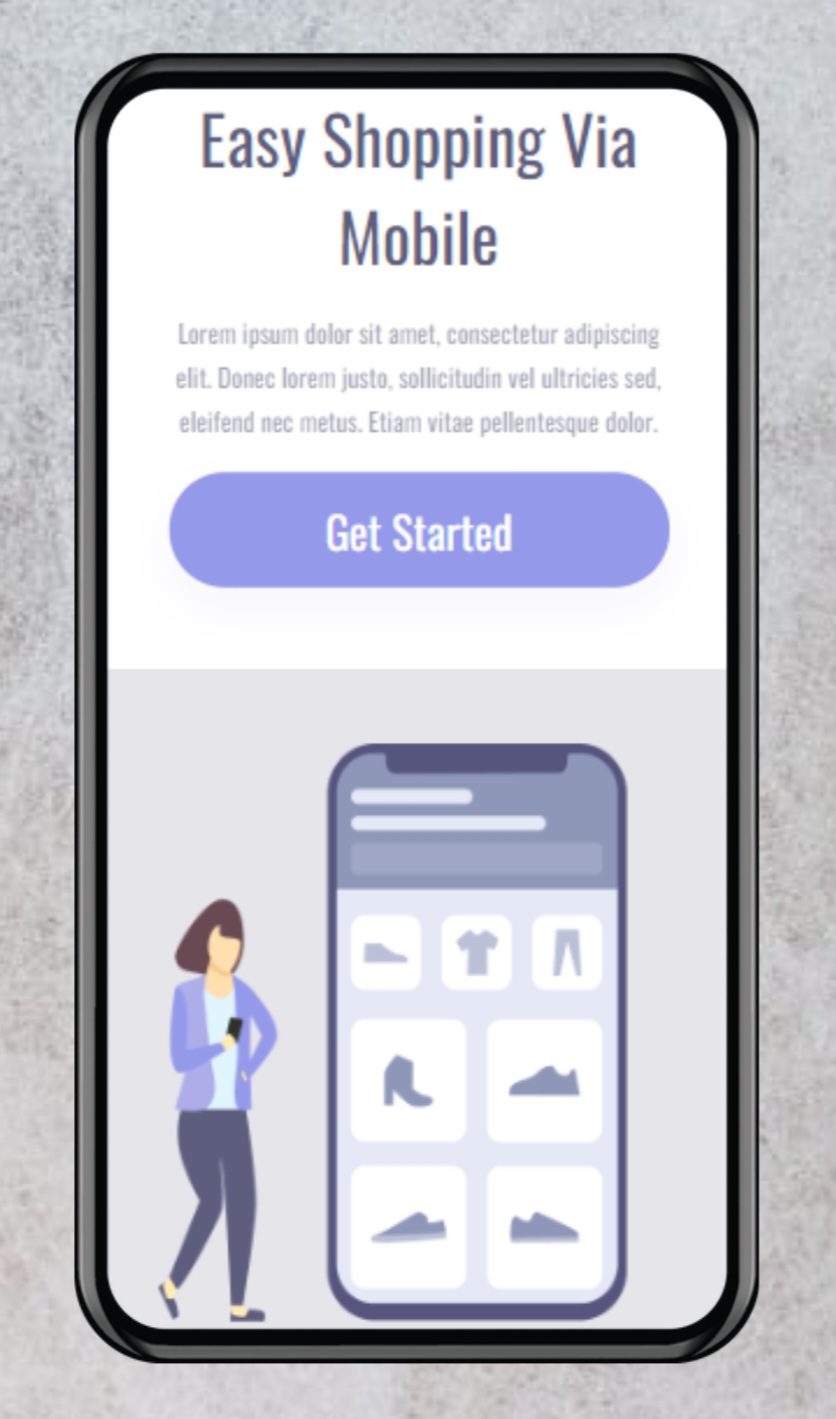 Easy Shopping Via
Mobile
Lorem ipsum dolor sit amet, consectetur adipiscing
elit. Donec lorem justo, sollicitudin vel ultricies sed,
eleifend nec metus. Etiam vitae pellentesque dolor.
Get Started